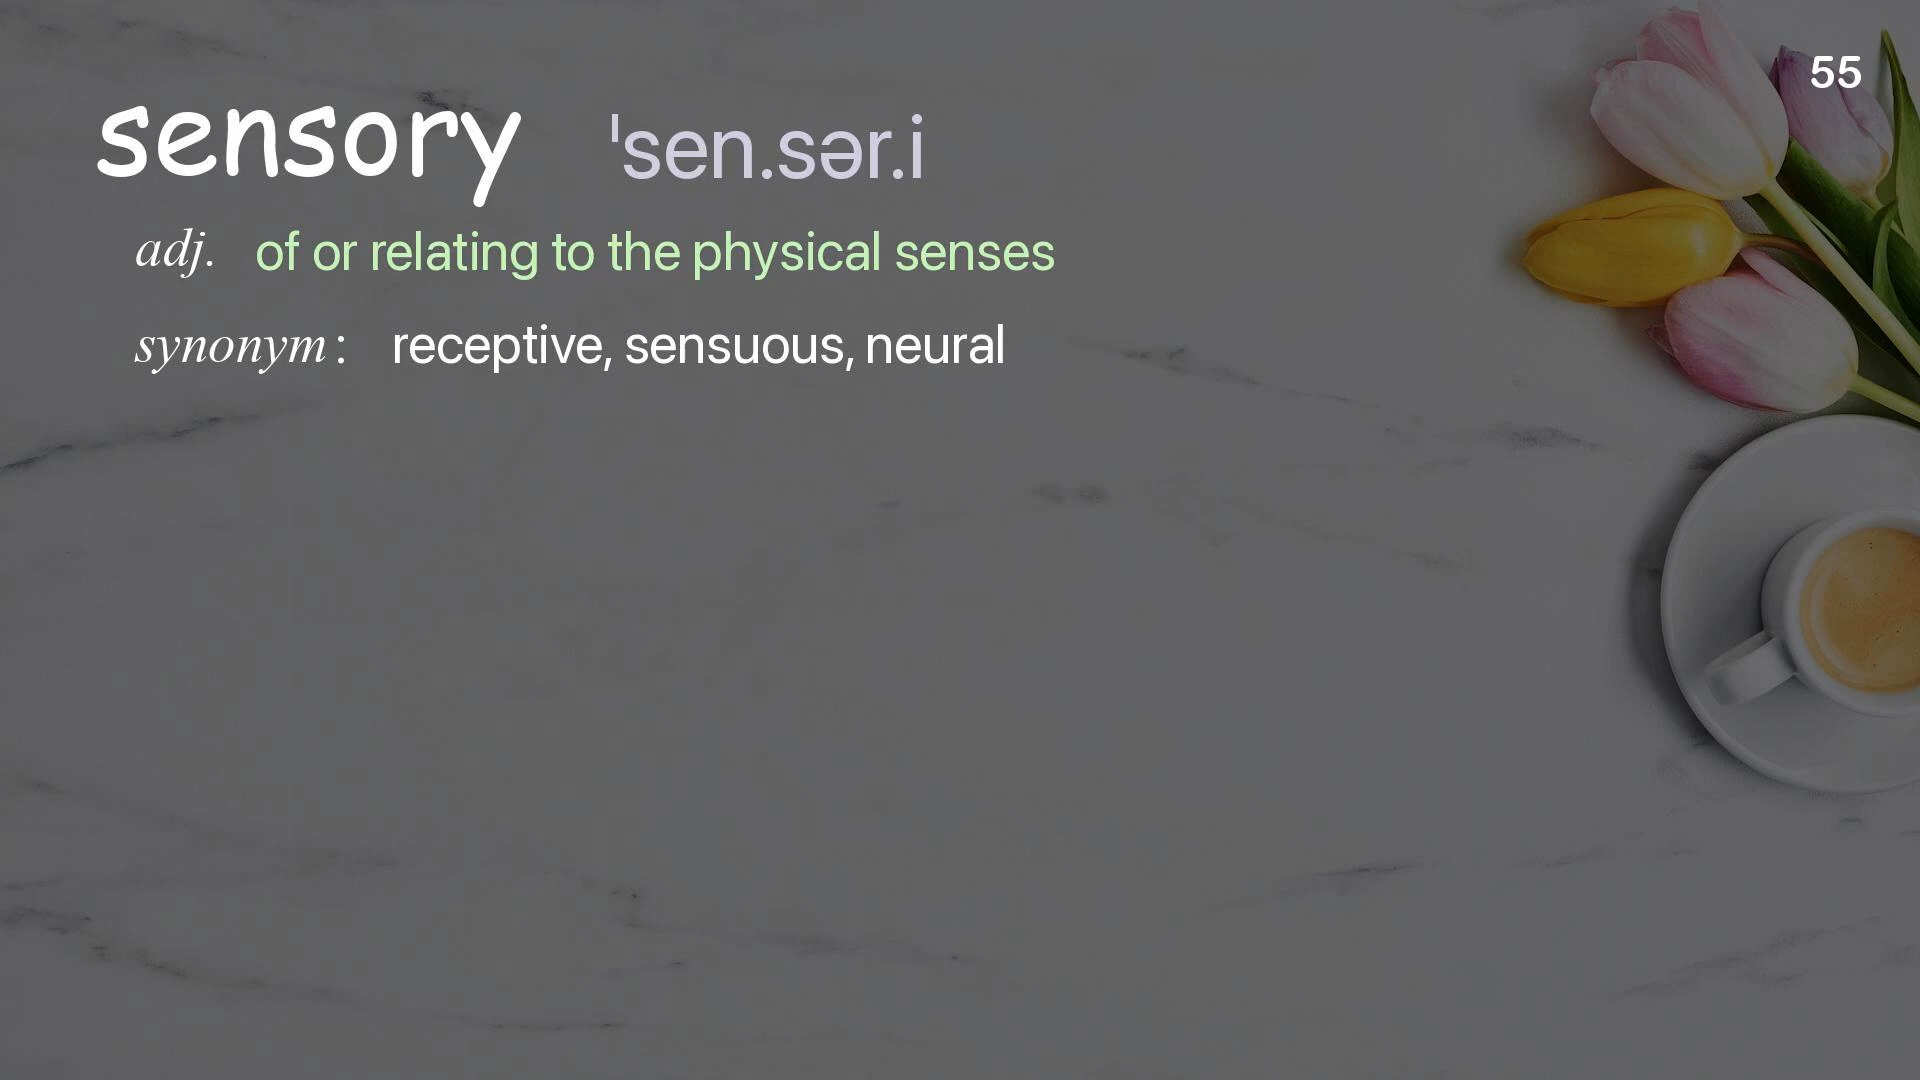 55
sensory ˈsen.sər.i
adj. of or relating to the physical senses
synonym: receptive, sensuous, neural